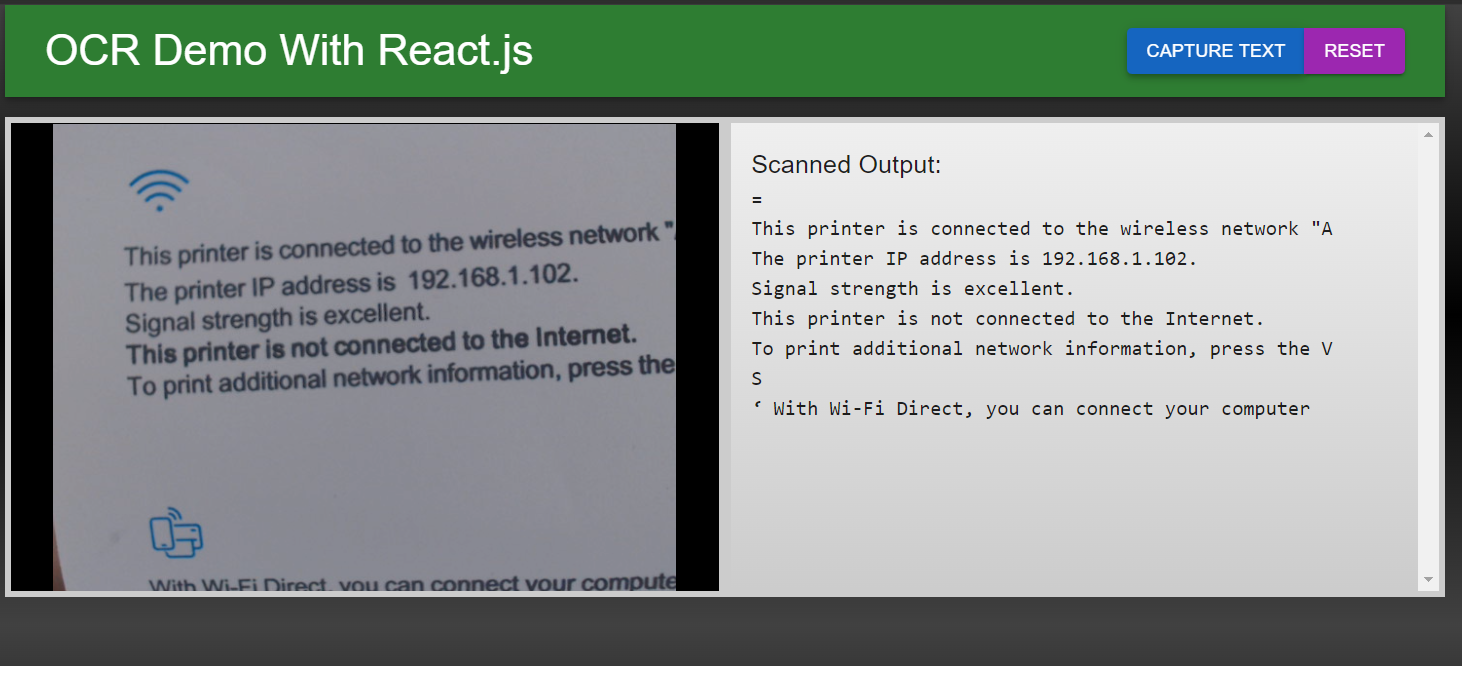 OCR Demo With React.js
CAPTURE TEXT
RESET
This printer is connected to the wireless network "
The printer IP address is 192.168.1.102.
Signal strength is excellent.
This printer is not connected to the Internet.
To print additional network information, press the
With Wi-Fi Direct, you can connect your compute
Scanned Output:
=
This printer is connected to the wireless network "A
The printer IP address is 192.168.1.102.
Signal strength is excellent.
This printer is not connected to the Internet.
To print additional network information, press the V
S
‘ With Wi-Fi Direct, you can connect your computer